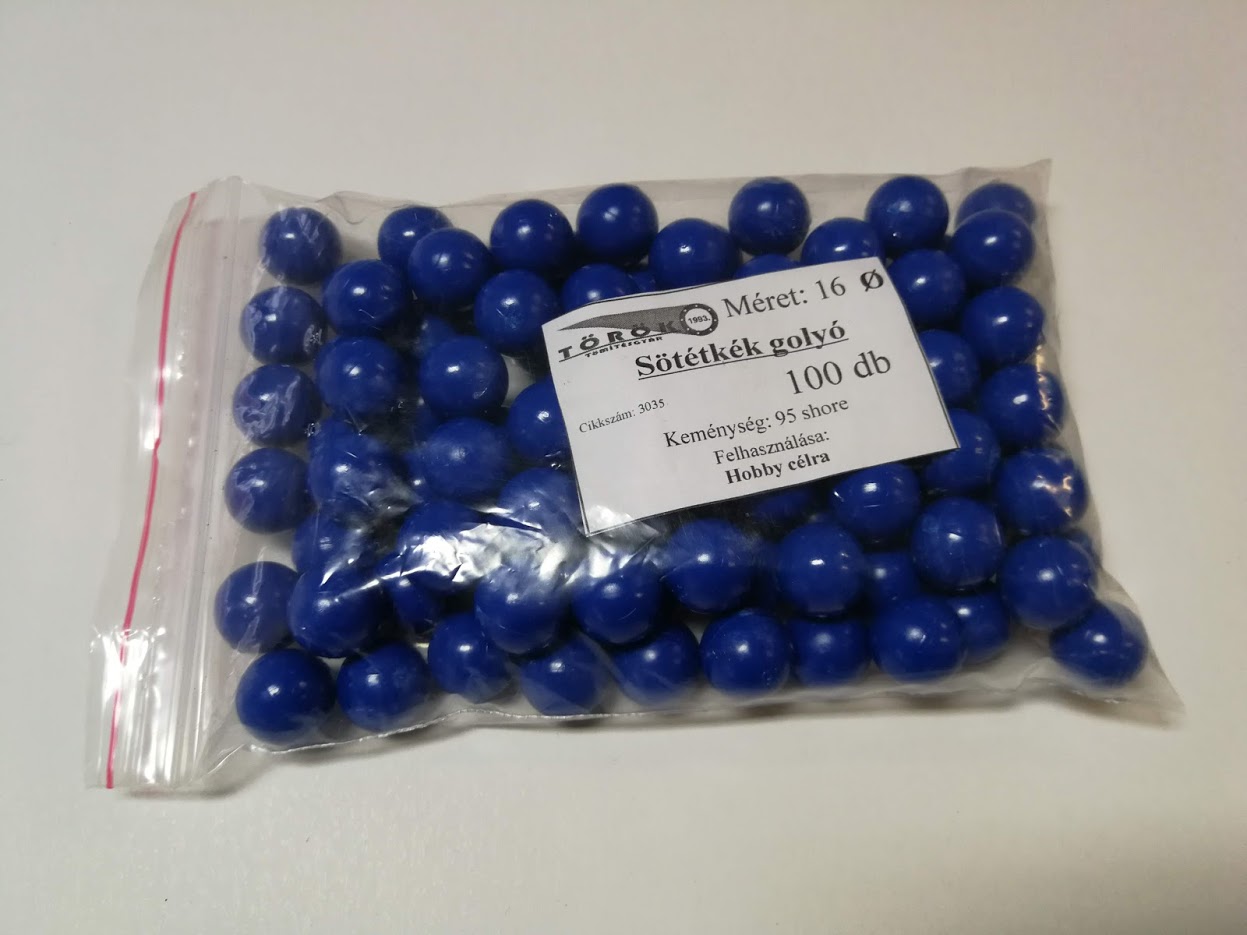 Méret: 16 Ø
1993.
TÖRÖK
TÖMÍTÉSGYÁR
Sötétkék golyó
100 db
Cikkszám: 3035
Keménység: 95 shore
Felhasználása:
Hobby célra